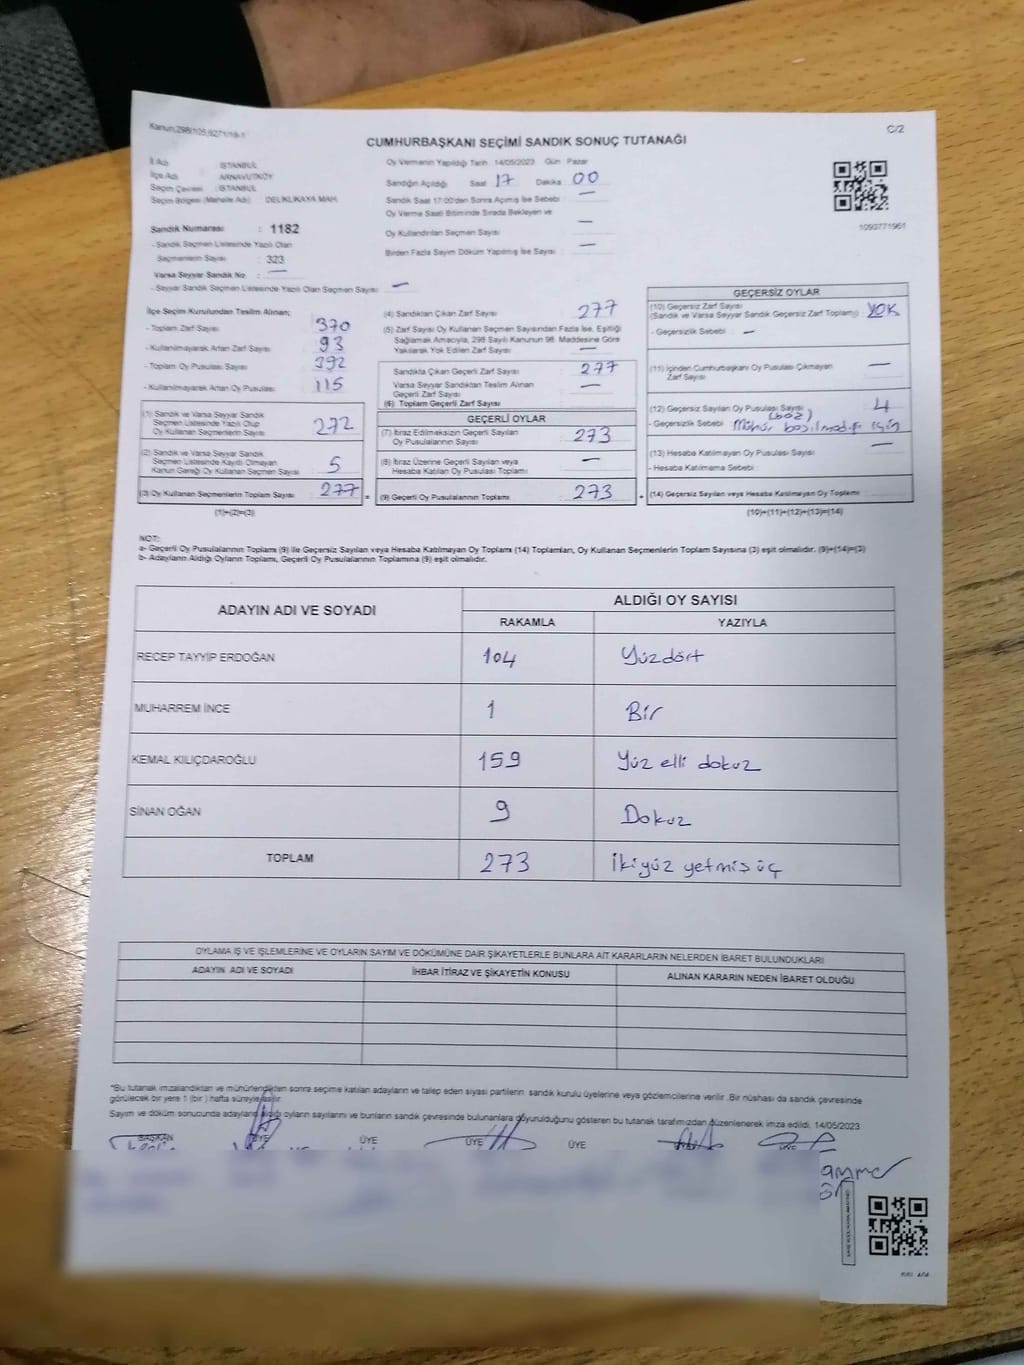 Kanun,298/105,6271/19-1
C/2
CUMHURBAŞKANI SEÇİMİ SANDIK SONUÇ TUTANAĞI
İl Adı : İSTANBUL
İlçe Adı : ARNAVUTKÖY
Seçim Çevresi : İSTANBUL
Seçim Bölgesi (Mahalle Adı) : DELİKLİKAYA MAH.
Sandık Numarası : 1182
- Sandık Seçmen Listesinde Yazılı Olan
Seçmenlerin Sayısı : 323
Varsa Seyyar Sandık No : —
- Seyyar Sandık Seçmen Listesinde Yazılı Olan Seçmen Sayısı : —
Oy Vermenin Yapıldığı Tarih : 14/05/2023 Gün : Pazar
Sandığın Açıldığı Saat 17 Dakika 00
Sandık Saat 17:00'den Sonra Açılmış İse Sebebi : —
Oy Verme Saati Bitiminde Sırada Bekleyen ve
Oy Kullandırılan Seçmen Sayısı : —
Birden Fazla Sayım Döküm Yapılmış İse Sayısı : —
1090771961
İlçe Seçim Kurulundan Teslim Alınan;
- Toplam Zarf Sayısı : 370
- Kullanılmayarak Artan Zarf Sayısı : 93
- Toplam Oy Pusulası Sayısı : 392
- Kullanılmayarak Artan Oy Pusulası : 115
(1) Sandık ve Varsa Seyyar Sandık
Seçmen Listesinde Yazılı Olup
Oy Kullanan Seçmenlerin Sayısı : 272
(2) Sandık ve Varsa Seyyar Sandık
Seçmen Listesinde Kayıtlı Olmayan
Kanun Gereği Oy Kullanan Seçmen Sayısı : 5
(3) Oy Kullanan Seçmenlerin Toplam Sayısı : 277 =
(1)+(2)=(3)
(4) Sandıktan Çıkan Zarf Sayısı : 277
(5) Zarf Sayısı Oy Kullanan Seçmen Sayısından Fazla İse, Eşitliği
Sağlamak Amacıyla, 298 Sayılı Kanunun 98. Maddesine Göre
Yakılarak Yok Edilen Zarf Sayısı : —
Sandıkta Çıkan Geçerli Zarf Sayısı : 277
Varsa Seyyar Sandıktan Teslim Alınan
Geçerli Zarf Sayısı : —
(6) Toplam Geçerli Zarf Sayısı :
GEÇERLİ OYLAR
(7) İtiraz Edilmeksizin Geçerli Sayılan
Oy Pusulalarının Sayısı : 273
(8) İtiraz Üzerine Geçerli Sayılan veya
Hesaba Katılan Oy Pusulası Toplamı : —
(9) Geçerli Oy Pusulalarının Toplamı : 273 +
GEÇERSİZ OYLAR
(10) Geçersiz Zarf Sayısı
(Sandık ve Varsa Seyyar Sandık Geçersiz Zarf Toplamı) : YOK
- Geçersizlik Sebebi : —
(11) İçinden Cumhurbaşkanı Oy Pusulası Çıkmayan
Zarf Sayısı : —
(12) Geçersiz Sayılan Oy Pusulası Sayısı : 4
- Geçersizlik Sebebi : Mühür basılmadığı için
(13) Hesaba Katılmayan Oy Pusulası Sayısı : —
- Hesaba Katılmama Sebebi :
(14) Geçersiz Sayılan veya Hesaba Katılmayan Oy Toplamı :
(10)+(11)+(12)+(13)=(14)
NOT:
a- Geçerli Oy Pusulalarının Toplamı (9) ile Geçersiz Sayılan veya Hesaba Katılmayan Oy Toplamı (14) Toplamları, Oy Kullanan Seçmenlerin Toplam Sayısına (3) eşit olmalıdır. (9)+(14)=(3)
b- Adayların Aldığı Oyların Toplamı, Geçerli Oy Pusulalarının Toplamına (9) eşit olmalıdır.
ADAYIN ADI VE SOYADI
ALDIĞI OY SAYISI
RAKAMLA YAZIYLA
RECEP TAYYİP ERDOĞAN 104 Yüzdört
MUHARREM İNCE 1 Bir
KEMAL KILIÇDAROĞLU 159 Yüz elli dokuz
SİNAN OĞAN 9 Dokuz
TOPLAM 273 İkiyüz yetmiş üç
OYLAMA İŞ VE İŞLEMLERİNE VE OYLARIN SAYIM VE DÖKÜMÜNE DAİR ŞİKAYETLERLE BUNLARA AİT KARARLARIN NELERDEN İBARET BULUNDUKLARI
ADAYIN ADI VE SOYADI İHBAR İTİRAZ VE ŞİKAYETİN KONUSU ALINAN KARARIN NEDEN İBARET OLDUĞU
*Bu tutanak imzalandıktan ve mühürlendikten sonra seçime katılan adayların ve talep eden siyasi partilerin sandık kurulu üyelerine veya gözlemcilerine verilir. Bir nüshası da sandık çevresinde
görülecek bir yere 1 (bir) hafta süreyle asılır.
Sayım ve döküm sonucunda adayların aldığı oyların sayılarını ve bunların sandık çevresinde bulunanlara duyurulduğunu gösteren bu tutanak tarafımızdan düzenlenerek imza edildi. 14/05/2023
BAŞKAN ÜYE ÜYE ÜYE ÜYE ÜYE